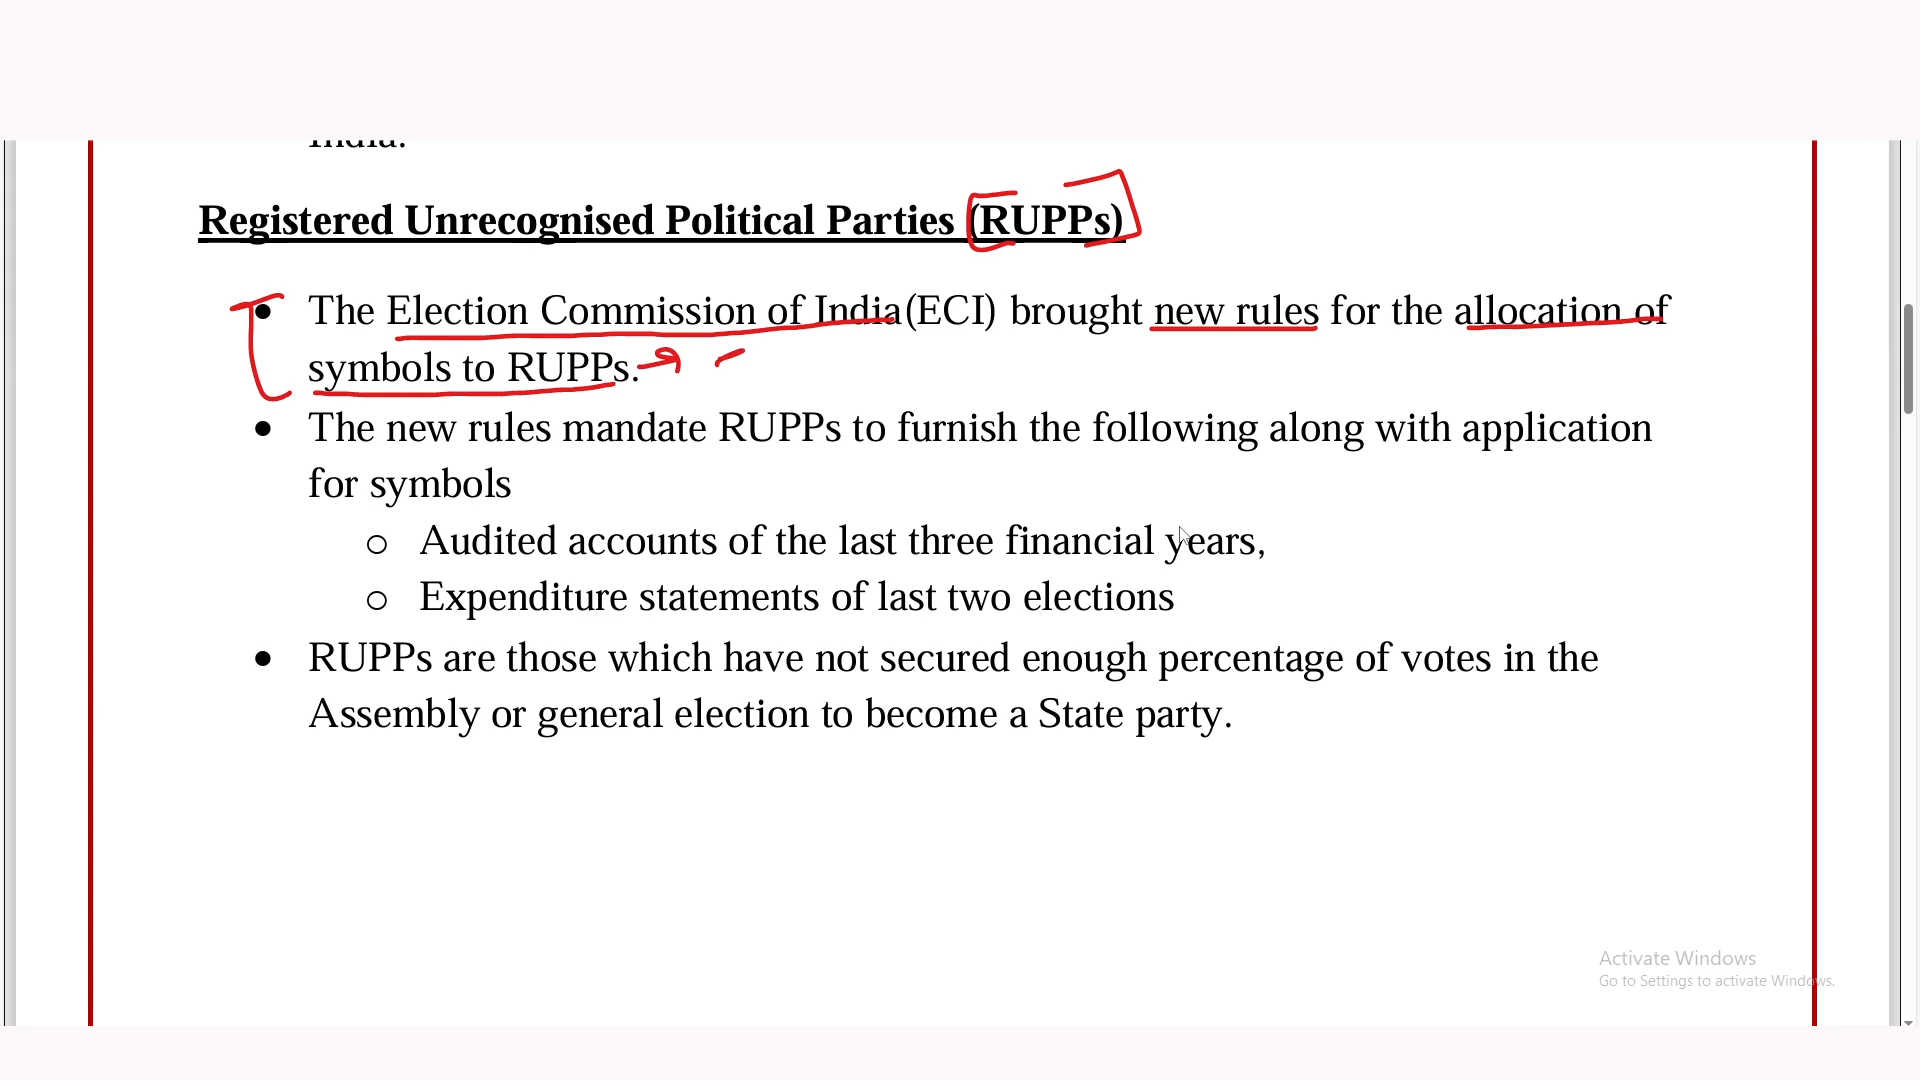 India.
Registered Unrecognised Political Parties (RUPPs)
• The Election Commission of India(ECI) brought new rules for the allocation of
symbols to RUPPs.
• The new rules mandate RUPPs to furnish the following along with application
for symbols
o Audited accounts of the last three financial years,
o Expenditure statements of last two elections
• RUPPs are those which have not secured enough percentage of votes in the
Assembly or general election to become a State party.
Activate Windows
Go to Settings to activate Windows.